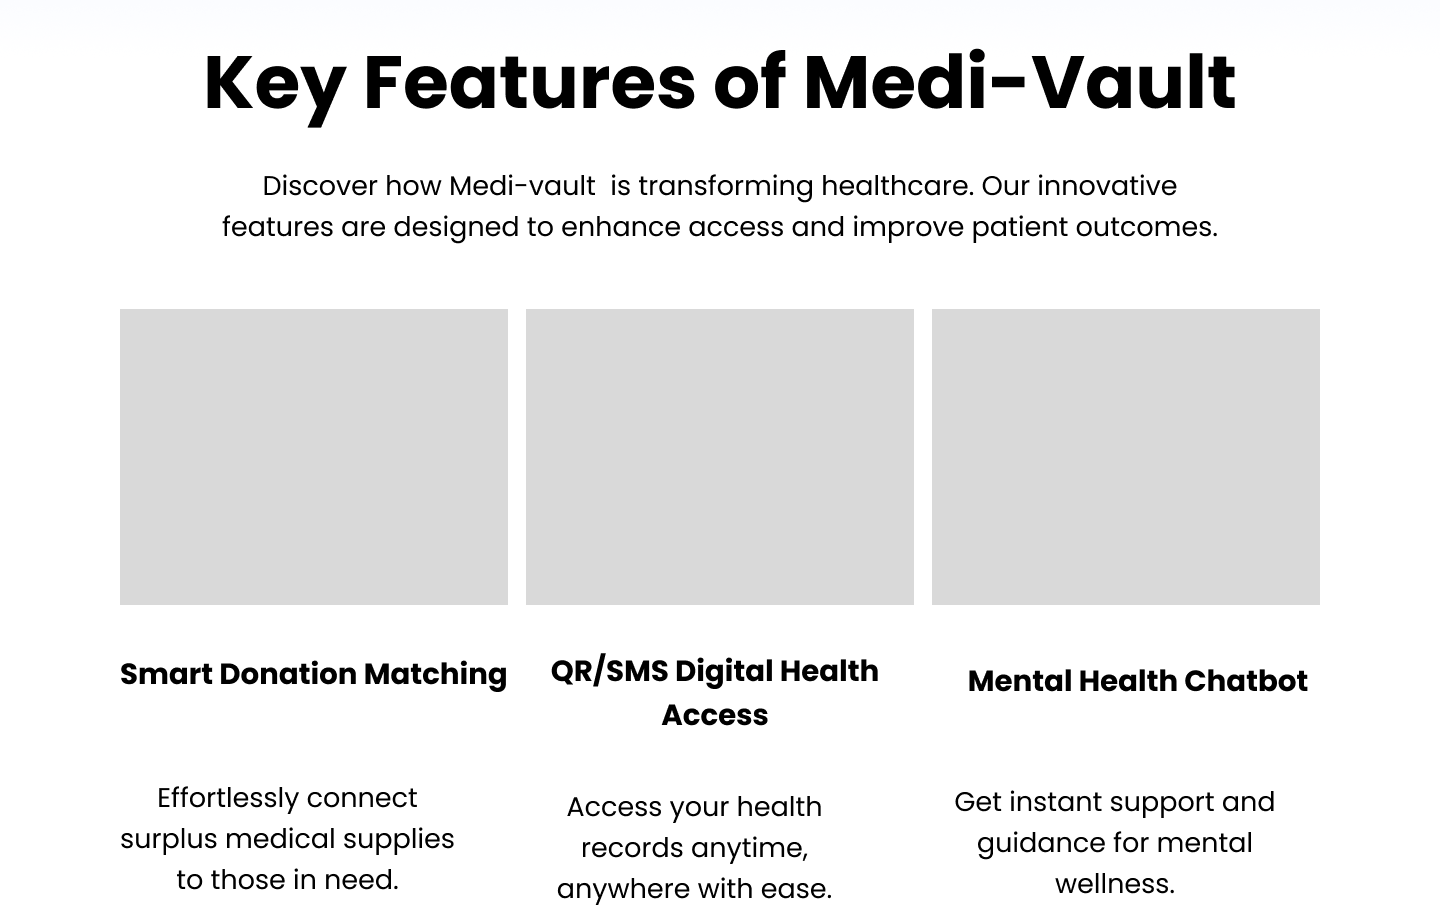 Key Features of Medi-Vault
Discover how Medi-vault  is transforming healthcare. Our innovative
features are designed to enhance access and improve patient outcomes.
Smart Donation Matching
Effortlessly connect
surplus medical supplies
to those in need.
QR/SMS Digital Health
Access
Access your health
records anytime,
anywhere with ease.
Mental Health Chatbot
Get instant support and
guidance for mental
wellness.